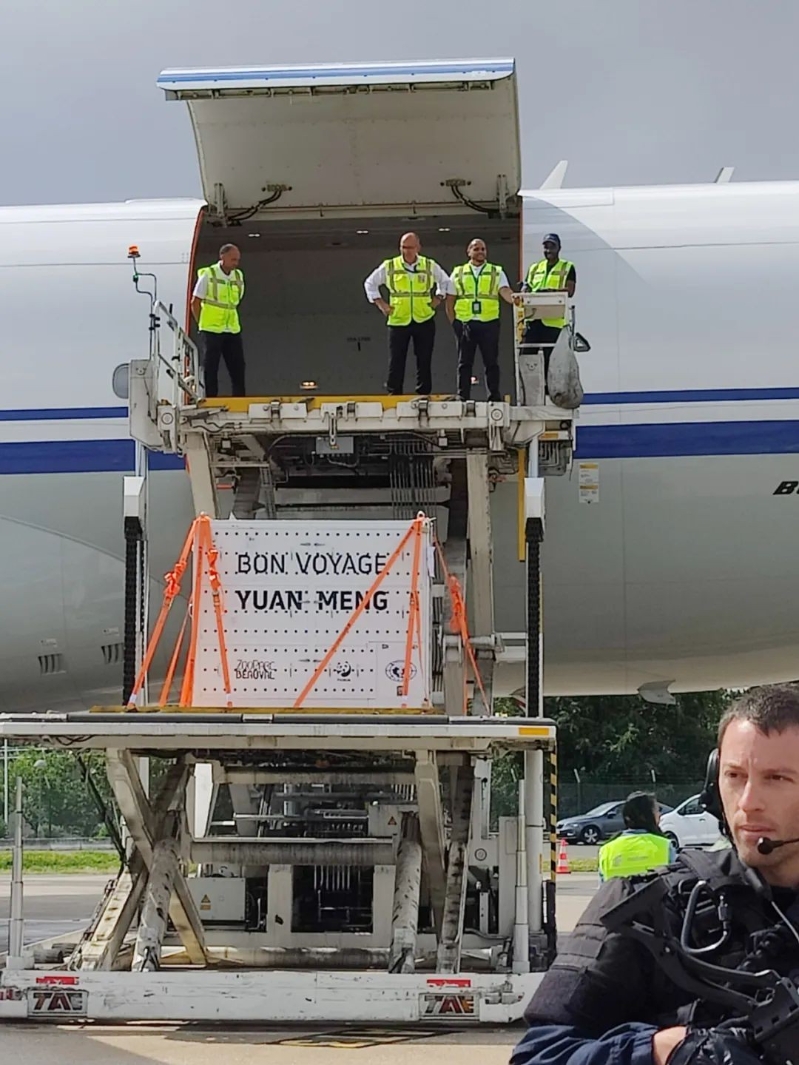 BON VOYAGE
YUAN MENG
ZooParc
BEAUVAL
TAE
TAE